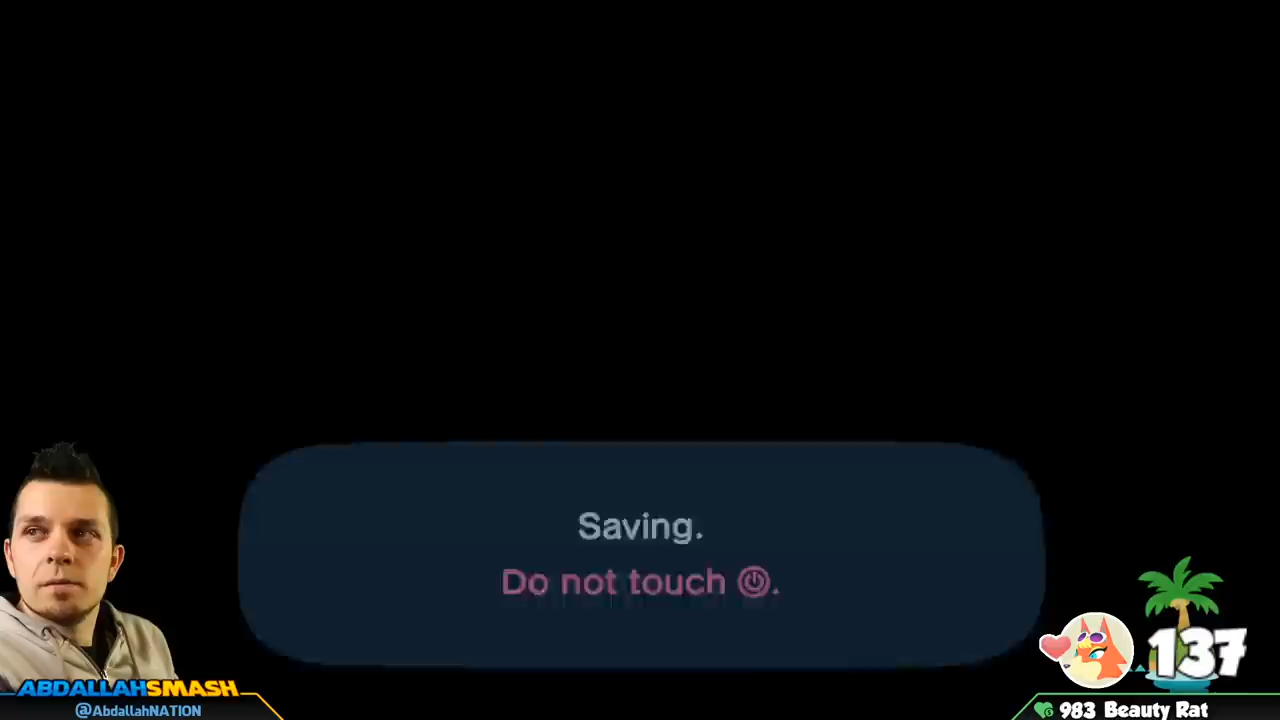 Saving.
Do not touch ⏻.
ABDALLAHSMASH
@AbdallahNATION
137
983 Beauty Rat